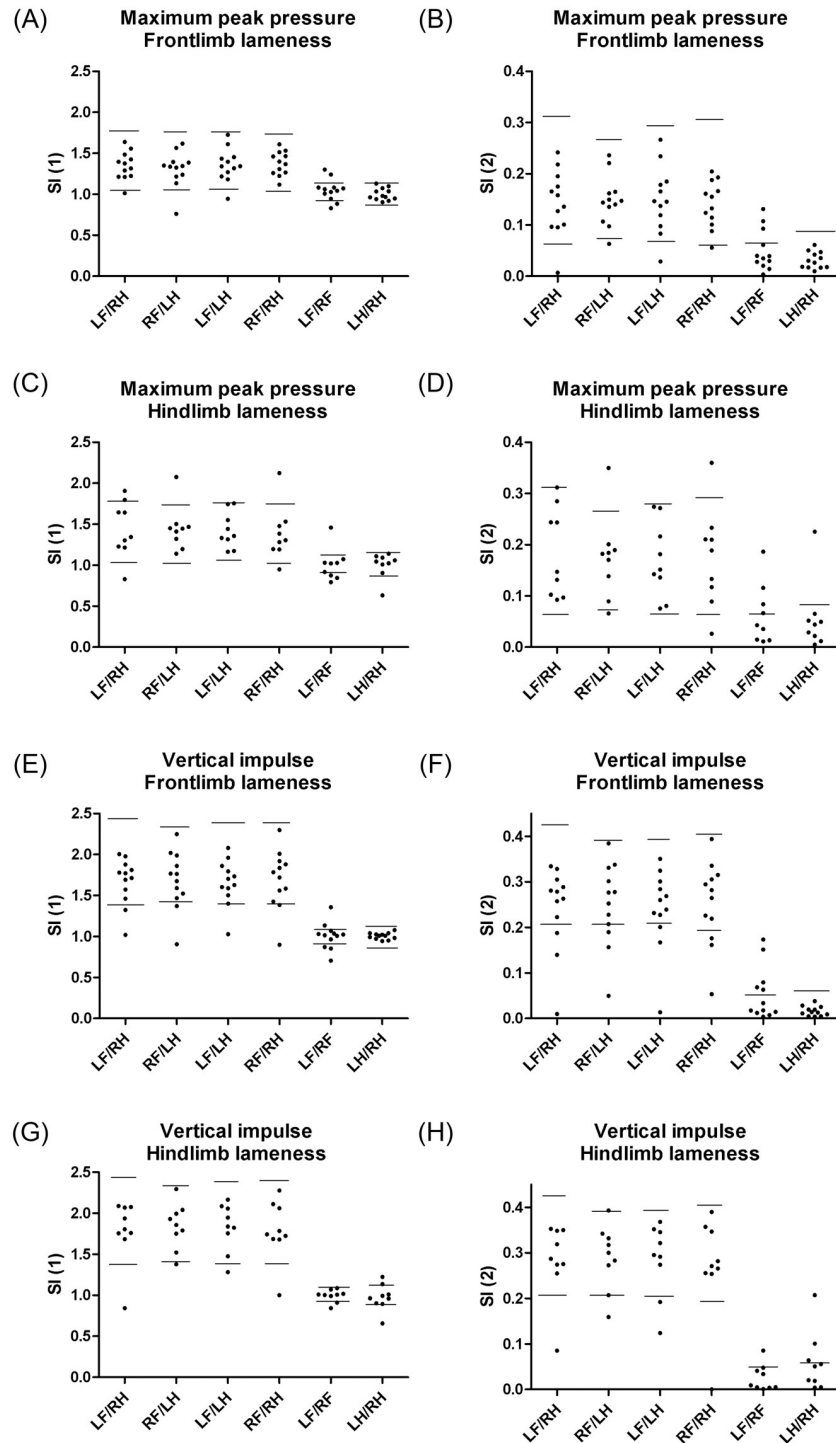 (A)
Maximum peak pressure
Frontlimb lameness
SI (1)
2.5
2.0
1.5
1.0
0.5
0.0
LF/RH
RF/LH
LF/LH
RF/RH
LF/RF
LH/RH
(B)
Maximum peak pressure
Frontlimb lameness
SI (2)
0.4
0.3
0.2
0.1
0.0
LF/RH
RF/LH
LF/LH
RF/RH
LF/RF
LH/RH
(C)
Maximum peak pressure
Hindlimb lameness
SI (1)
2.5
2.0
1.5
1.0
0.5
0.0
LF/RH
RF/LH
LF/LH
RF/RH
LF/RF
LH/RH
(D)
Maximum peak pressure
Hindlimb lameness
SI (2)
0.4
0.3
0.2
0.1
0.0
LF/RH
RF/LH
LF/LH
RF/RH
LF/RF
LH/RH
(E)
Vertical impulse
Frontlimb lameness
SI (1)
2.5
2.0
1.5
1.0
0.5
0.0
LF/RH
RF/LH
LF/LH
RF/RH
LF/RF
LH/RH
(F)
Vertical impulse
Frontlimb lameness
SI (2)
0.4
0.3
0.2
0.1
0.0
LF/RH
RF/LH
LF/LH
RF/RH
LF/RF
LH/RH
(G)
Vertical impulse
Hindlimb lameness
SI (1)
2.5
2.0
1.5
1.0
0.5
0.0
LF/RH
RF/LH
LF/LH
RF/RH
LF/RF
LH/RH
(H)
Vertical impulse
Hindlimb lameness
SI (2)
0.4
0.3
0.2
0.1
0.0
LF/RH
RF/LH
LF/LH
RF/RH
LF/RF
LH/RH